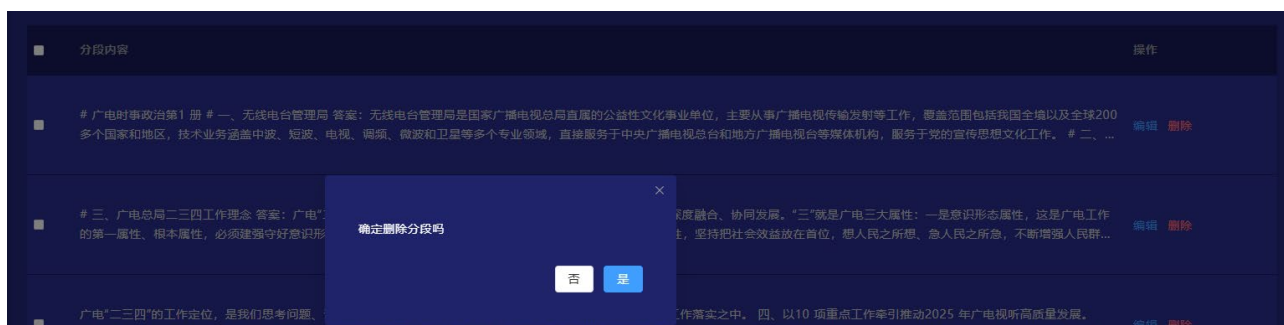 分段内容 操作
# 广电时事政治第1 册 # 一、无线电台管理局 答案：无线电台管理局是国家广播电视总局直属的公益性文化事业单位，主要从事广播电视传输发射等工作，覆盖范围包括我国全境以及全球200
多个国家和地区，技术业务涵盖中波、短波、电视、调频、微波和卫星等多个专业领域，直接服务于中央广播电视总台和地方广播电视台等媒体机构，服务于党的宣传思想文化工作。 # 二、...
编辑 删除
# 三、广电总局二三四工作理念 答案：广电“ 深度融合、协同发展。“三”就是广电三大属性：一是意识形态属性，这是广电工作
的第一属性、根本属性，必须建强守好意识形 坚持把社会效益放在首位，想人民之所想、急人民之所急，不断增强人民群...
编辑 删除
×
确定删除分段吗
否 是
广电“二三四”的工作定位，是我们思考问题、 工作落实之中。 四、以10 项重点工作牵引推动2025 年广电视听高质量发展。
编辑 删除